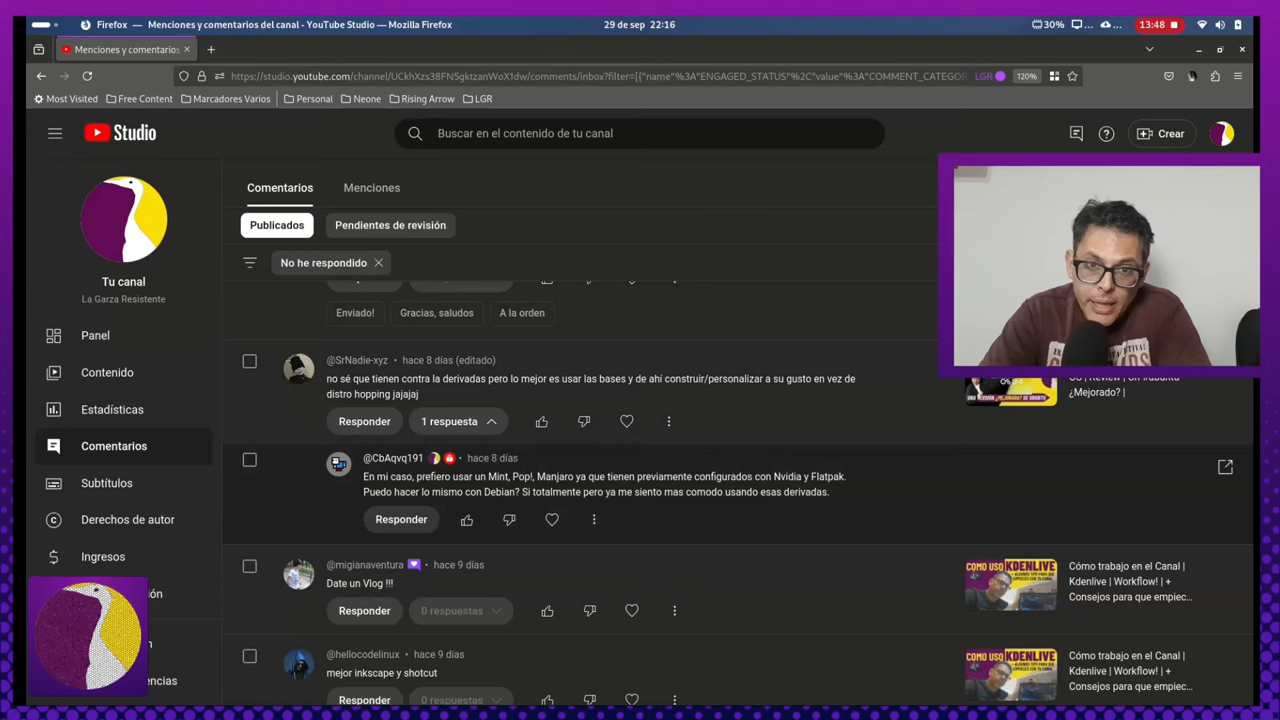 Firefox — Menciones y comentarios del canal - YouTube Studio — Mozilla Firefox
29 de sep 22:16
30%
13:48
Menciones y comentarios
https://studio.youtube.com/channel/UCkhXzs38FN5gktzanWoX1dw/comments/inbox?filter=[{"name"%3A"ENGAGED_STATUS"%2C"value"%3A"COMMENT_CATEGOR
LGR
120%
Most Visited
Free Content
Marcadores Varios
Personal
Neone
Rising Arrow
LGR
Studio
Buscar en el contenido de tu canal
Crear
Comentarios
Menciones
Publicados
Pendientes de revisión
No he respondido
Tu canal
La Garza Resistente
Panel
Contenido
Estadísticas
Comentarios
Subtítulos
Derechos de autor
Ingresos
Enviado!
Gracias, saludos
A la orden
@SrNadie-xyz • hace 8 días (editado)
no sé que tienen contra la derivadas pero lo mejor es usar las bases y de ahí construir/personalizar a su gusto en vez de
distro hopping jajajaj
Responder
1 respuesta
¿Mejorado? |
@CbAqvq191
hace 8 días
En mi caso, prefiero usar un Mint, Pop!, Manjaro ya que tienen previamente configurados con Nvidia y Flatpak.
Puedo hacer lo mismo con Debian? Si totalmente pero ya me siento mas comodo usando esas derivadas.
Responder
@migianaventura
hace 9 días
Date un Vlog !!!
Responder
0 respuestas
COMO USO KDENLIVE
Cómo trabajo en el Canal |
Kdenlive | Workflow! | +
Consejos para que empiec...
@hellocodelinux • hace 9 días
mejor inkscape y shotcut
Responder
0 respuestas
COMO USO KDENLIVE
Cómo trabajo en el Canal |
Kdenlive | Workflow! | +
Consejos para que empiec...